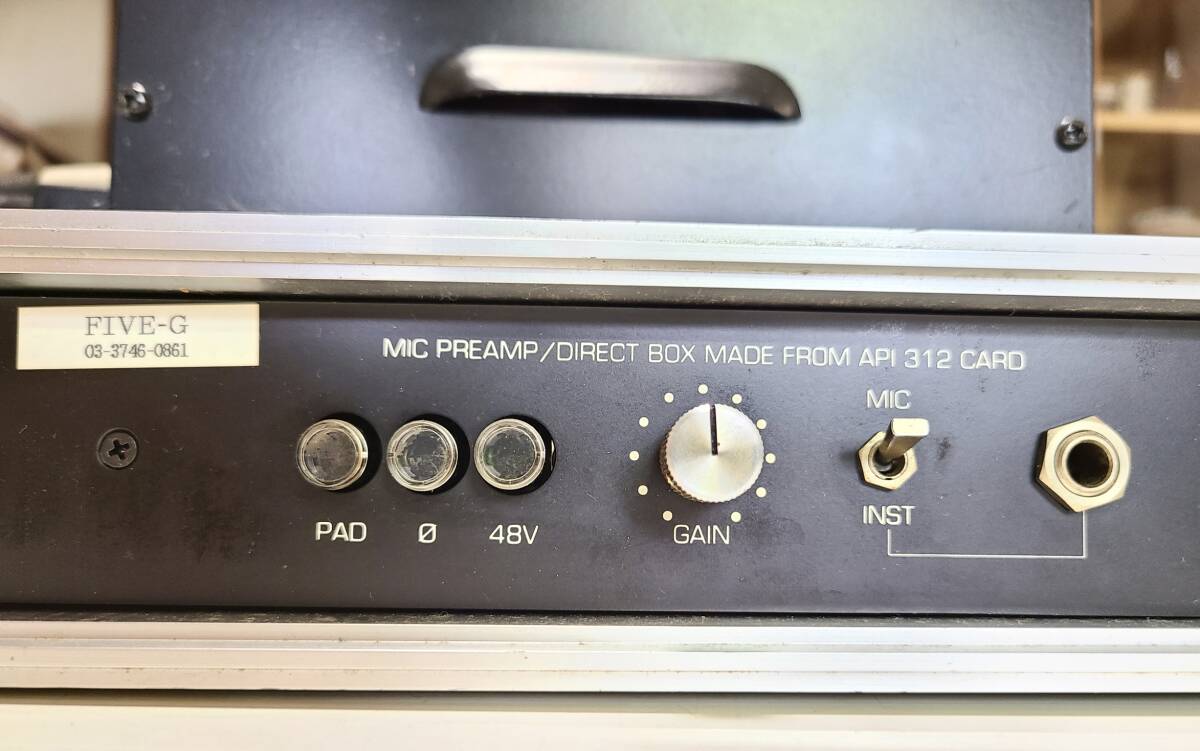 FIVE-G
03-3746-0861
MIC PREAMP/DIRECT BOX MADE FROM API 312 CARD
MIC
PAD
Ø
48V
GAIN
INST